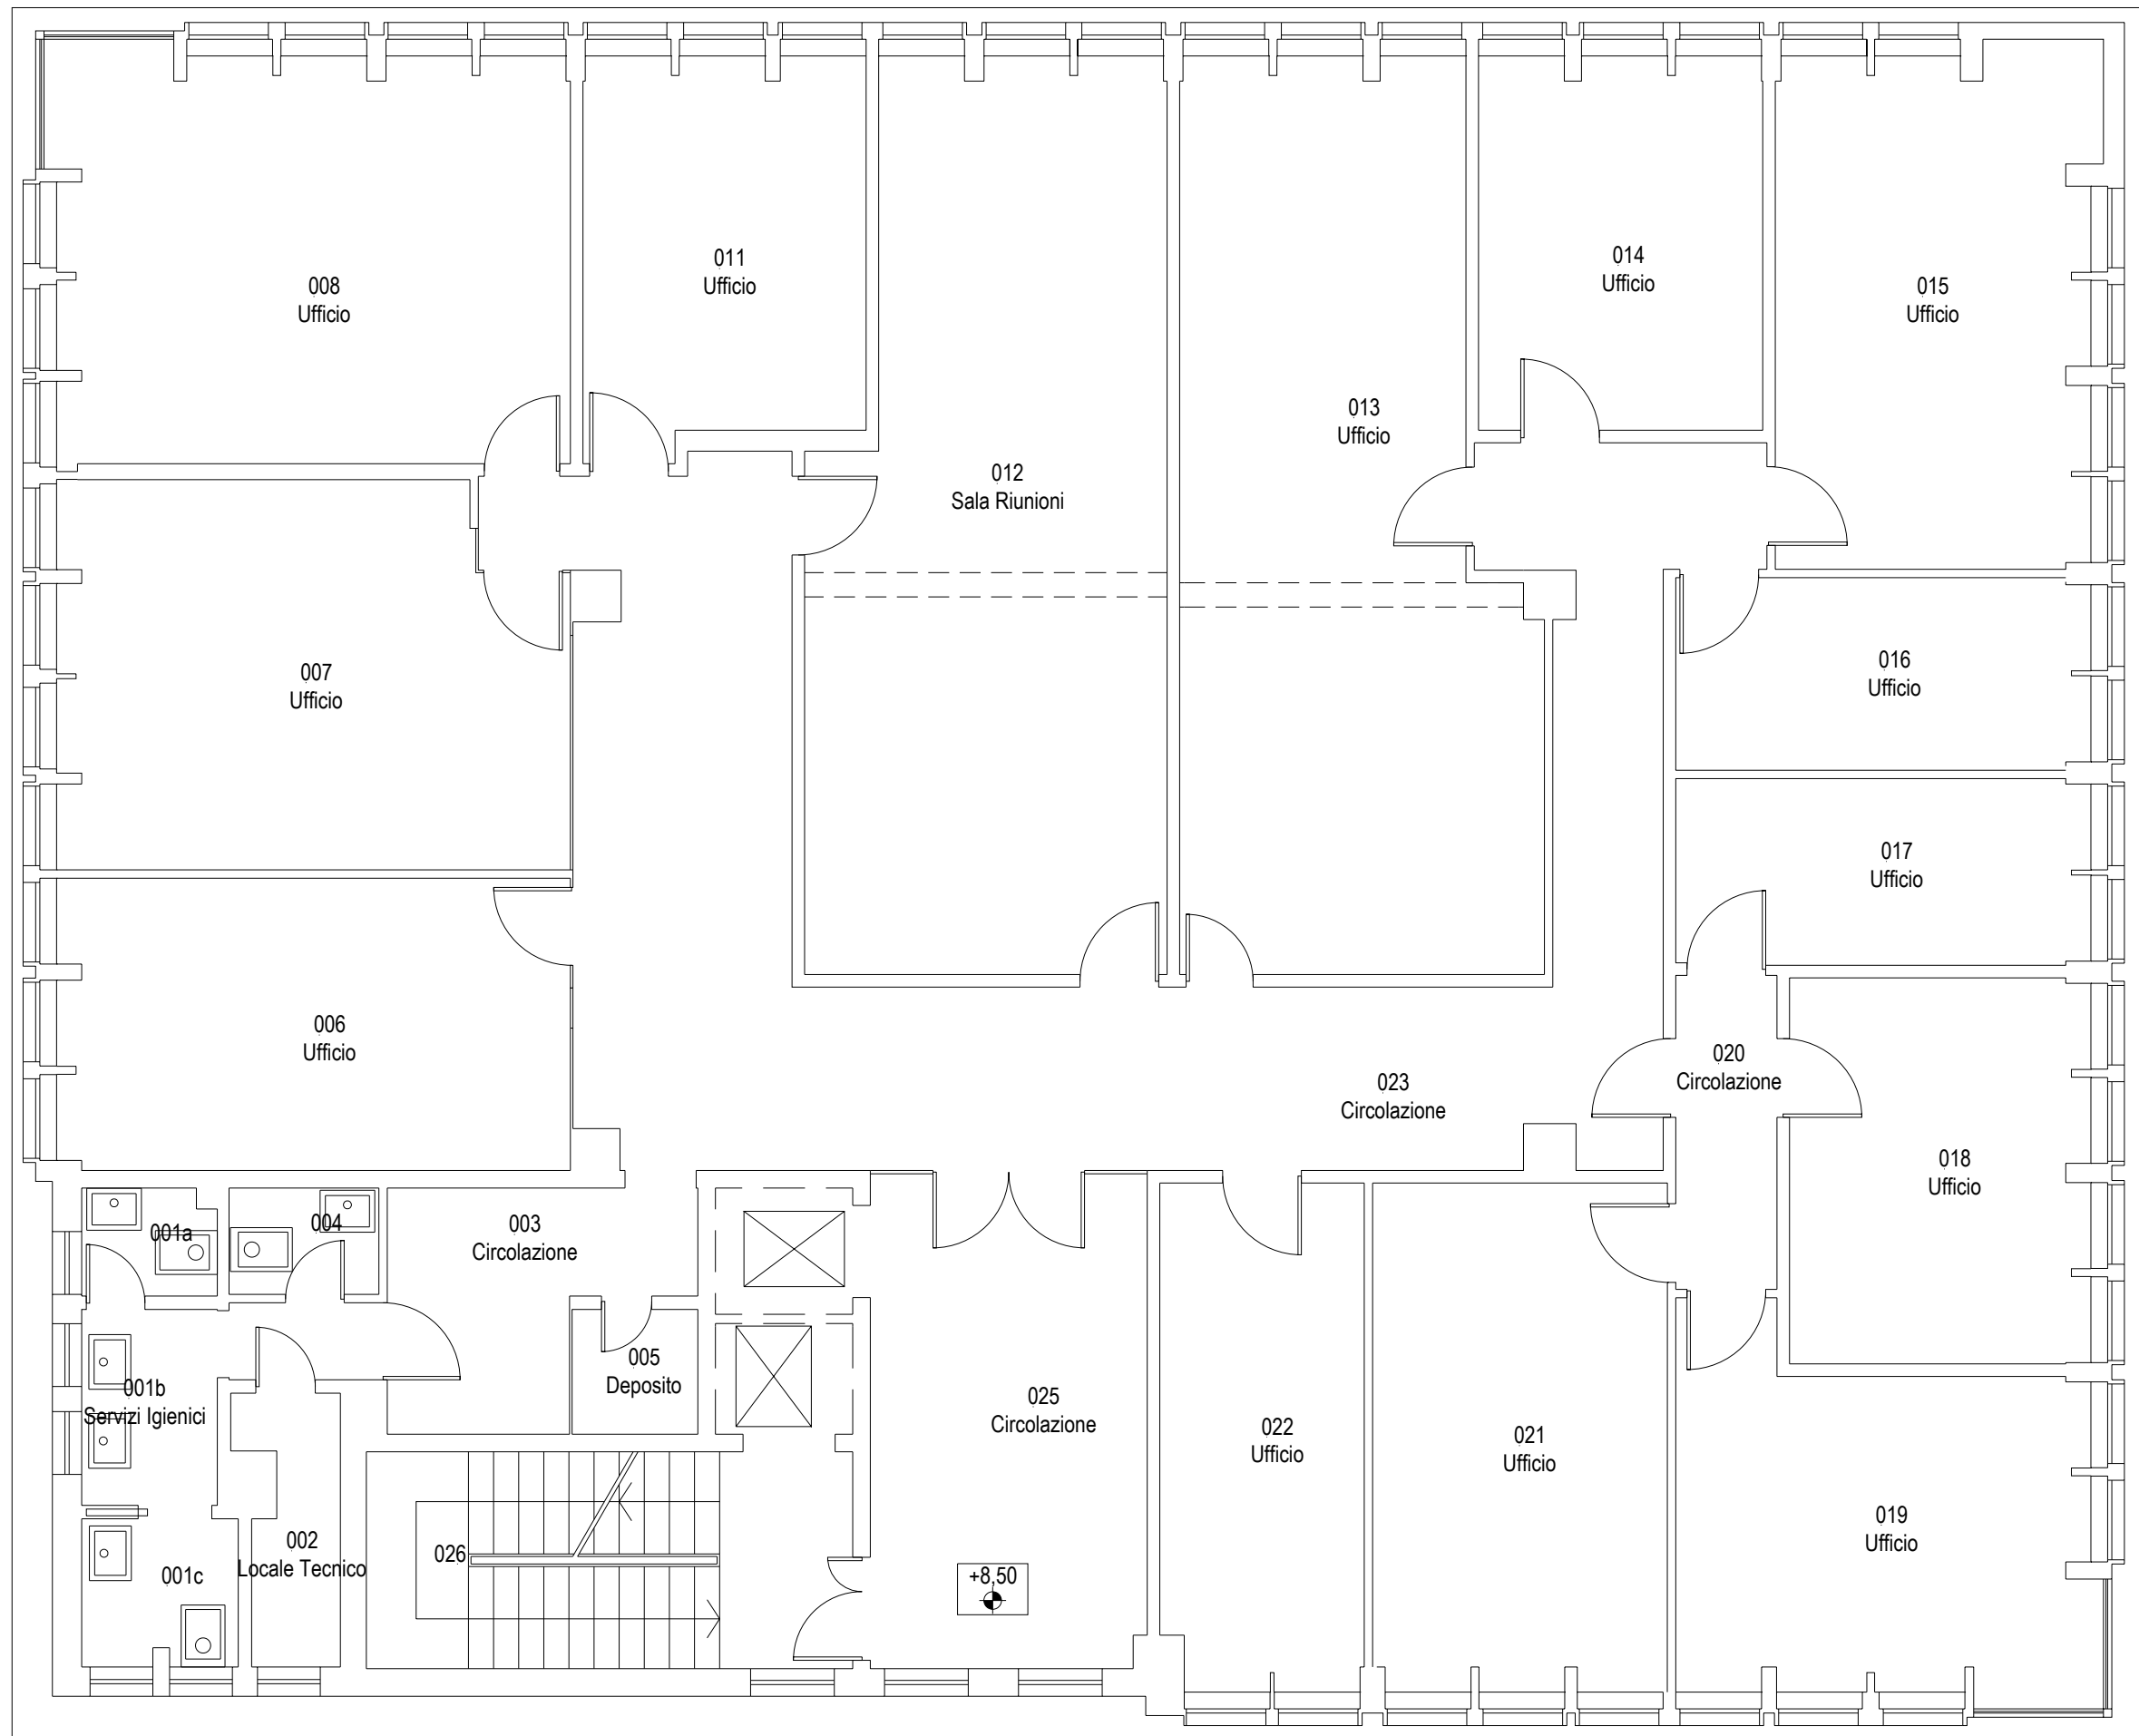 011
Ufficio
014
Ufficio
008
Ufficio
015
Ufficio
013
Ufficio
012
Sala Riunioni
007
Ufficio
016
Ufficio
017
Ufficio
006
Ufficio
020
Circolazione
023
Circolazione
018
Ufficio
001a
004
003
Circolazione
005
Deposito
001b
Servizi Igienici
025
Circolazione
022
Ufficio
021
Ufficio
019
Ufficio
002
Locale Tecnico
026
001c
+8,50